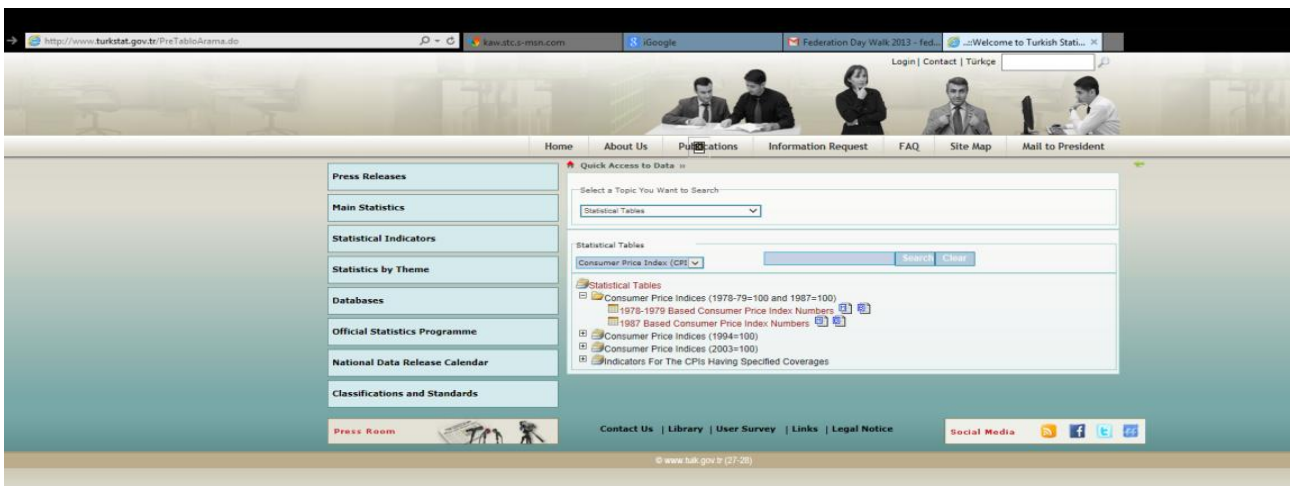 http://www.turkstat.gov.tr/PreTabloArama.do
kaw.stc.s-msn.com
iGoogle
Federation Day Walk 2013 - fed...
..::Welcome to Turkish Stati...
Login | Contact | Türkçe
Home About Us Publications Information Request FAQ Site Map Mail to President
Quick Access to Data »
Press Releases
Main Statistics
Statistical Indicators
Statistics by Theme
Databases
Official Statistics Programme
National Data Release Calendar
Classifications and Standards
Select a Topic You Want to Search
Statistical Tables
Statistical Tables
Consumer Price Index (CPI
Search Clear
Statistical Tables
Consumer Price Indices (1978-79=100 and 1987=100)
1978-1979 Based Consumer Price Index Numbers
1987 Based Consumer Price Index Numbers
Consumer Price Indices (1994=100)
Consumer Price Indices (2003=100)
Indicators For The CPIs Having Specified Coverages
Press Room
Contact Us | Library | User Survey | Links | Legal Notice
Social Media
© www.tuik.gov.tr (27-28)